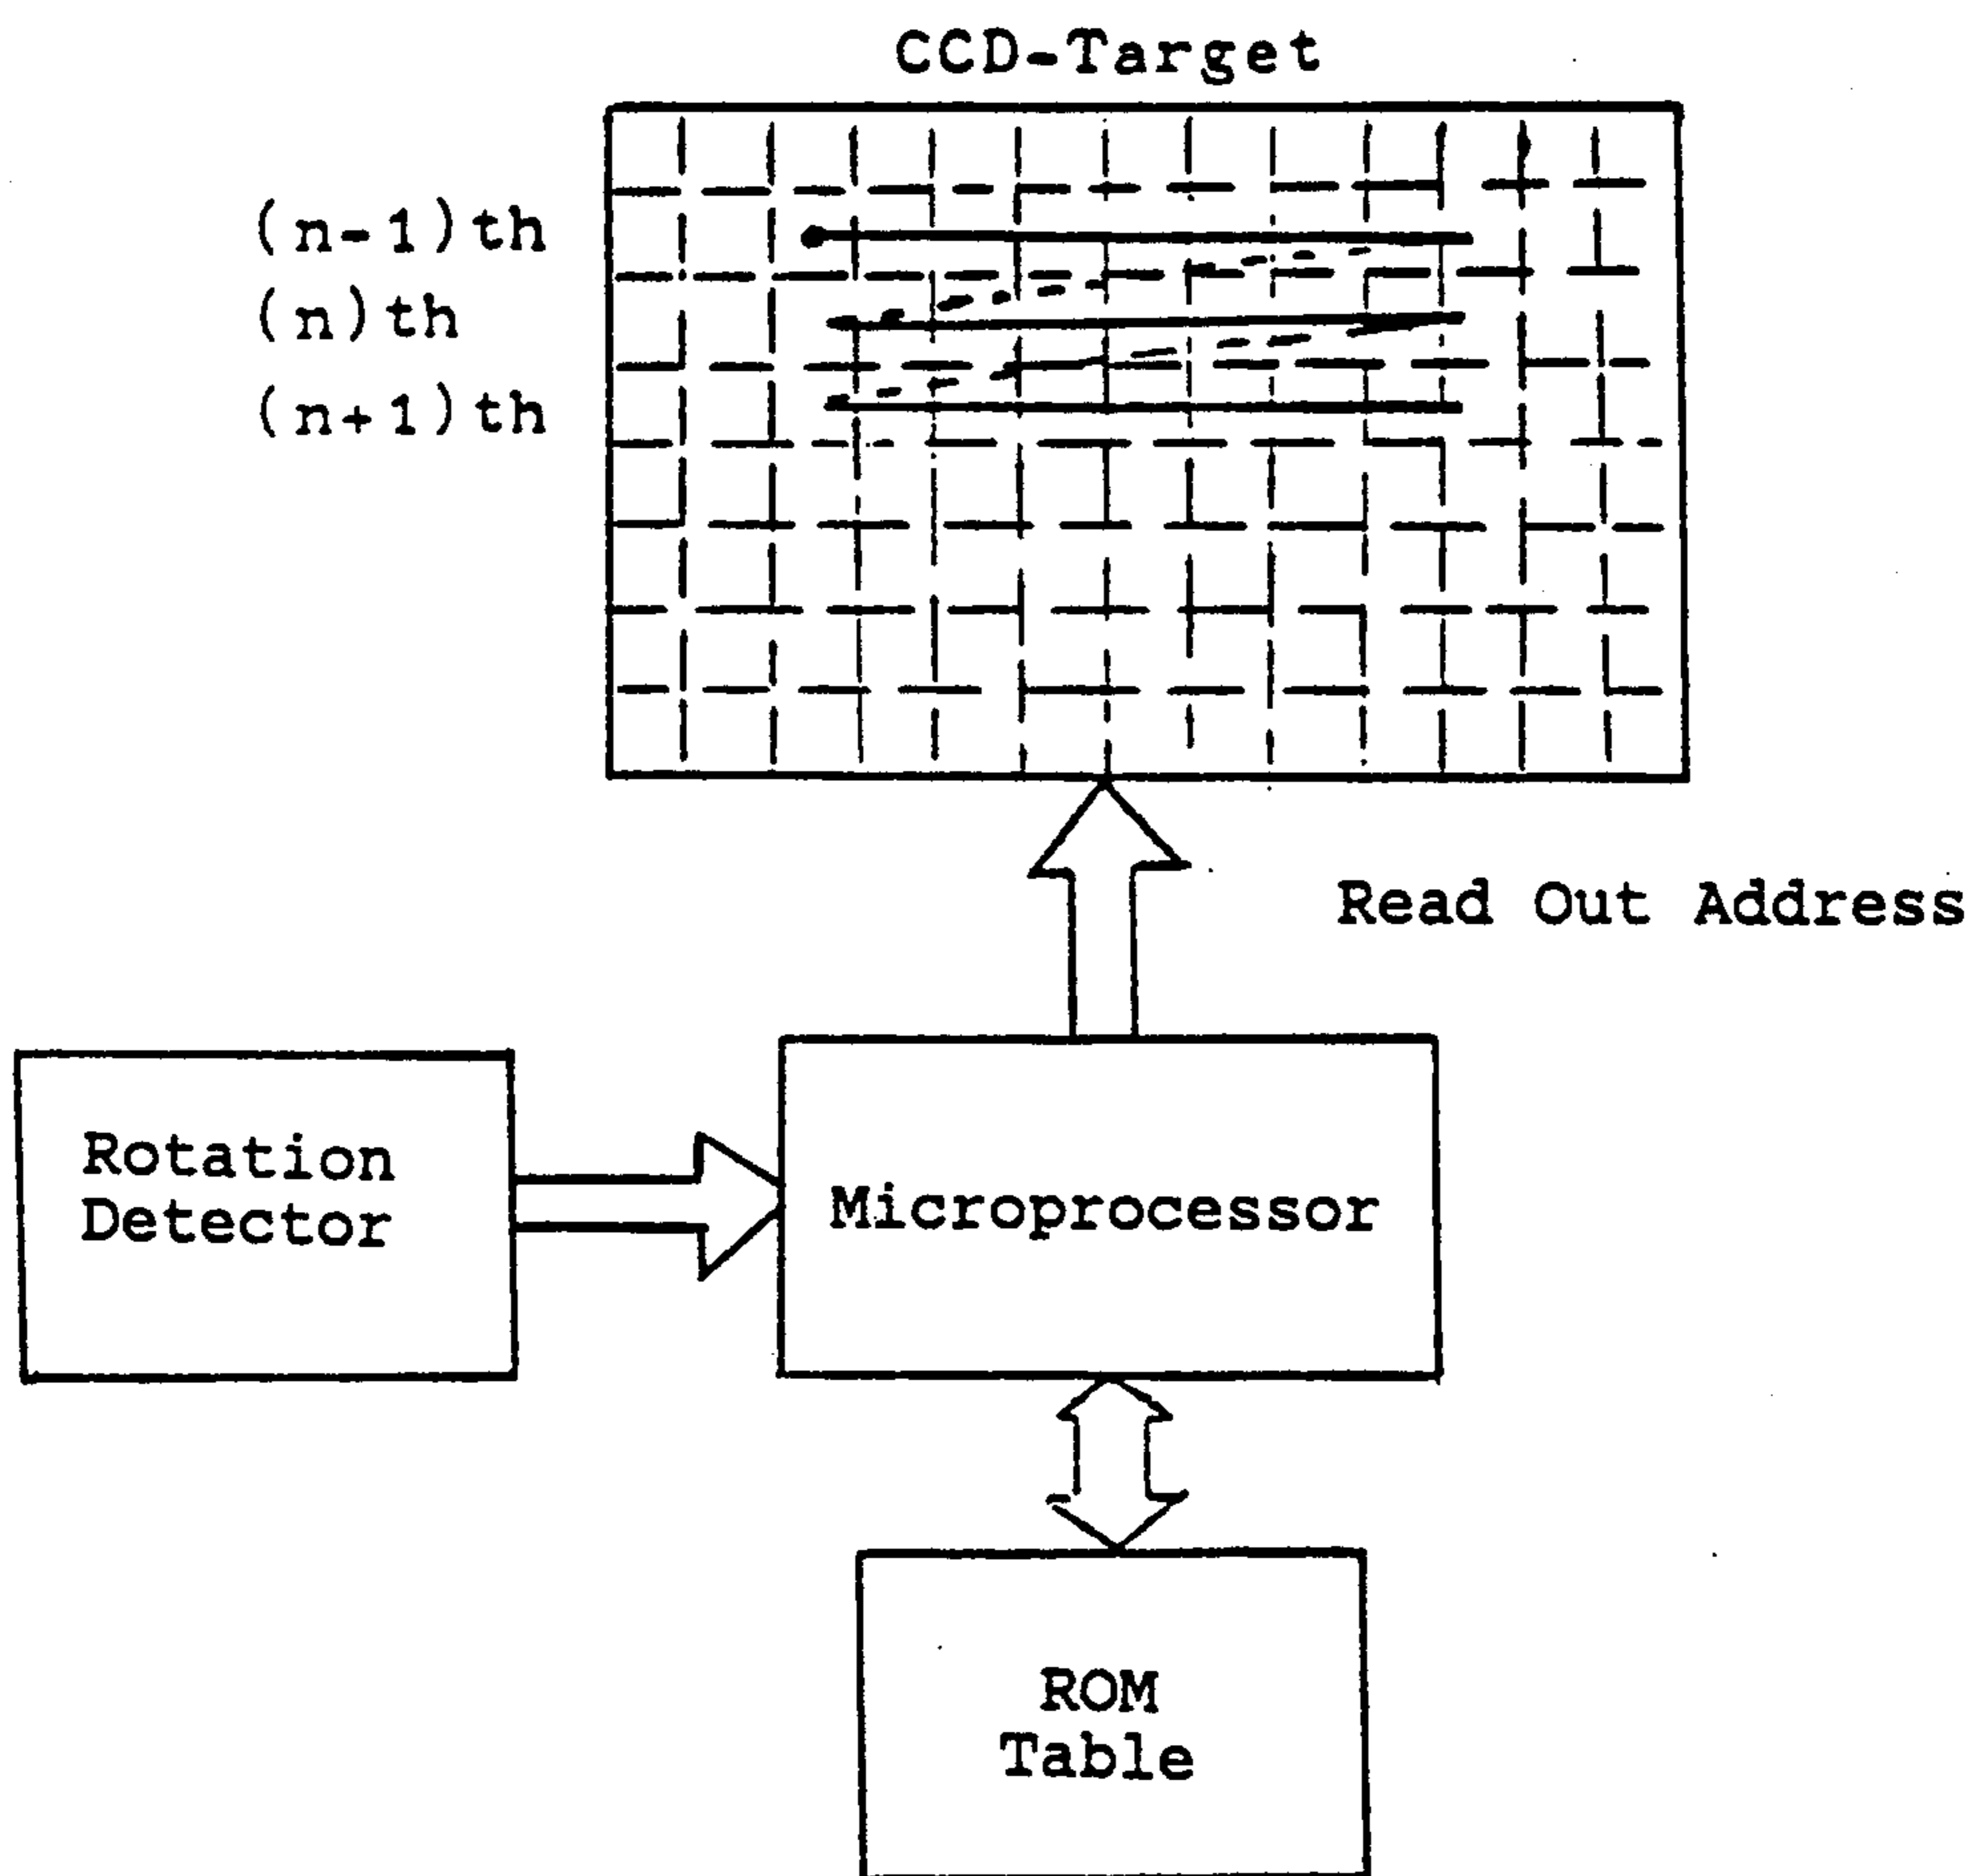 CCD-Target
(n-1)th
(n)th
(n+1)th
Read Out Address
Rotation
Detector
Microprocessor
ROM
Table